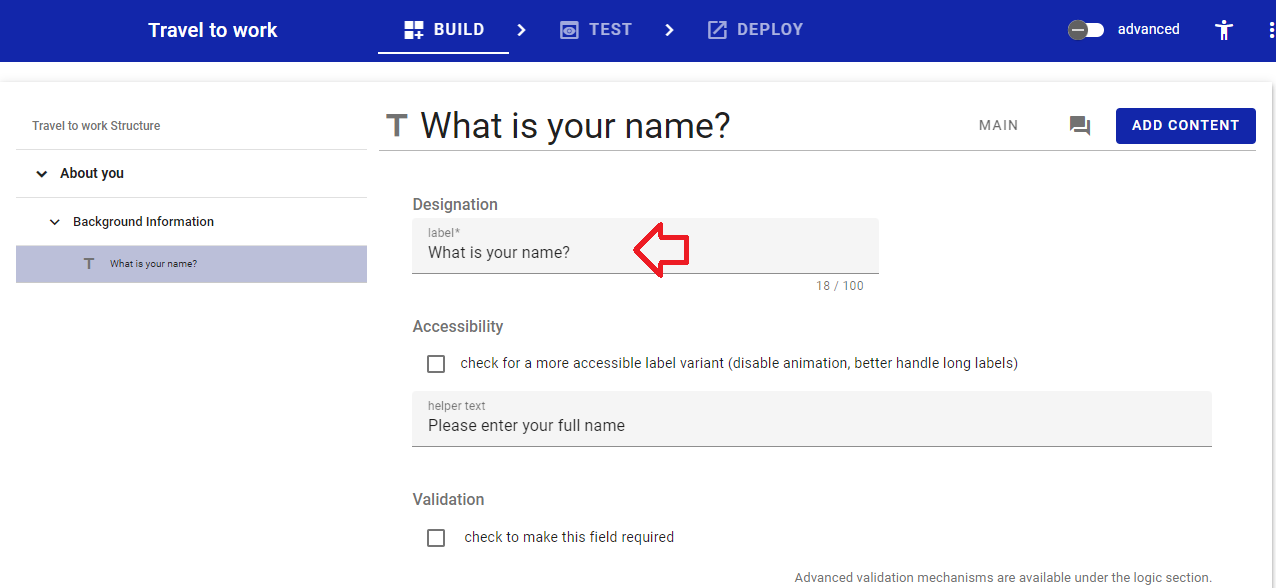 Travel to work
BUILD
TEST
DEPLOY
advanced
Travel to work Structure
About you
Background Information
T What is your name?
T What is your name?
MAIN
ADD CONTENT
Designation
label*
What is your name?
18 / 100
Accessibility
check for a more accessible label variant (disable animation, better handle long labels)
helper text
Please enter your full name
Validation
check to make this field required
Advanced validation mechanisms are available under the logic section.